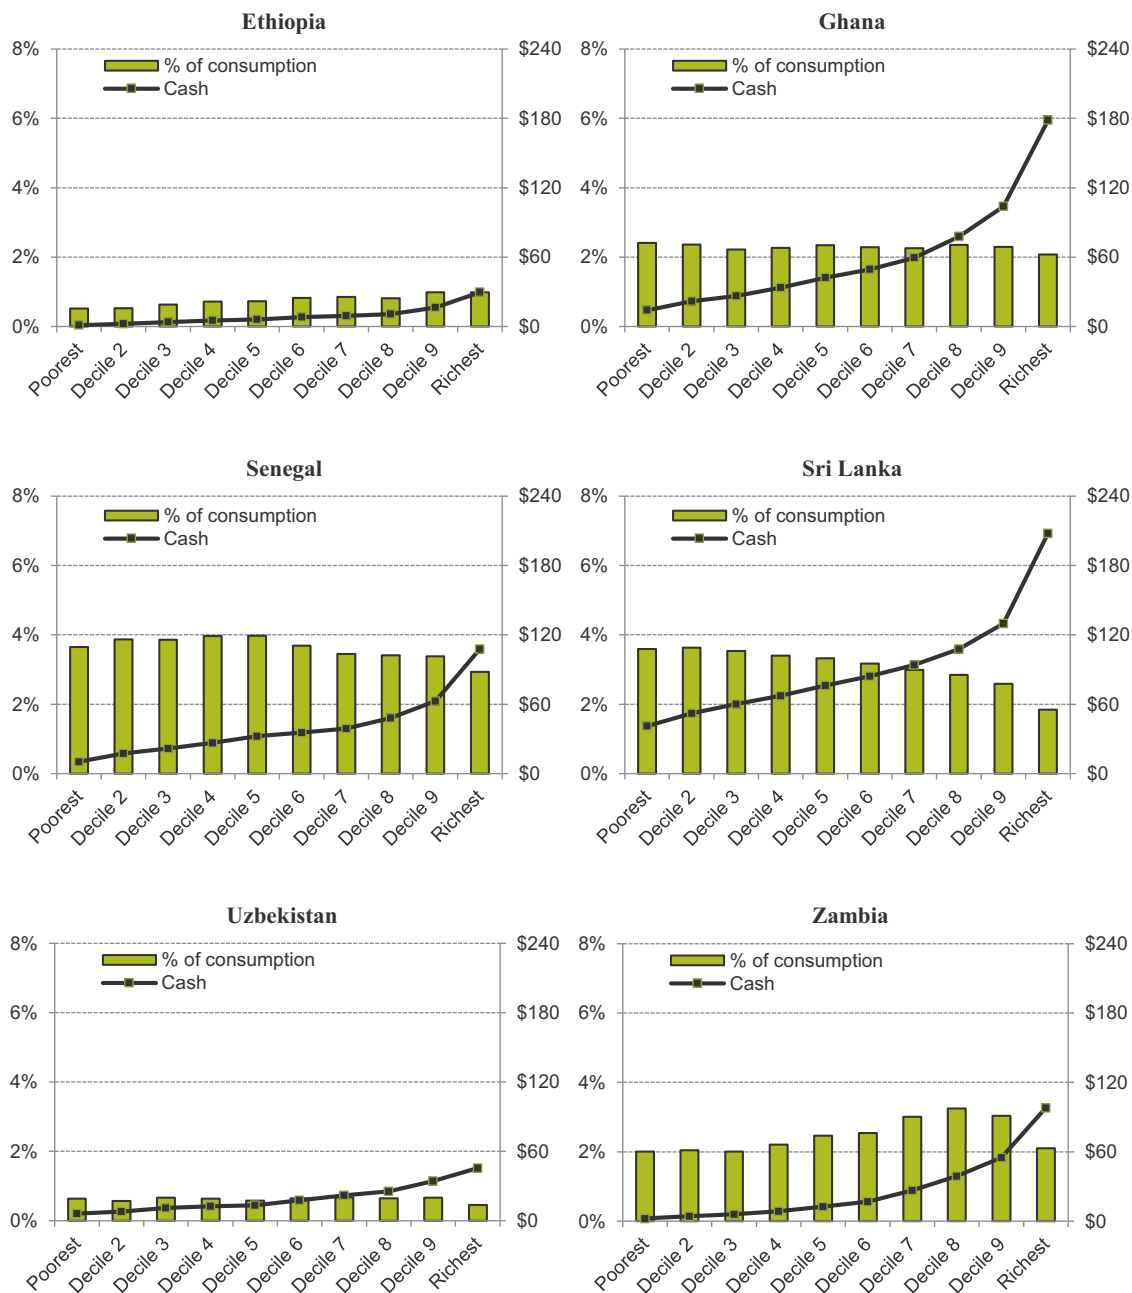 Ethiopia
8% $240
% of consumption
Cash
6% $180
4% $120
2% $60
0% $0
Poorest Decile 2 Decile 3 Decile 4 Decile 5 Decile 6 Decile 7 Decile 8 Decile 9 Richest
Ghana
8% $240
% of consumption
Cash
6% $180
4% $120
2% $60
0% $0
Poorest Decile 2 Decile 3 Decile 4 Decile 5 Decile 6 Decile 7 Decile 8 Decile 9 Richest
Senegal
8% $240
% of consumption
Cash
6% $180
4% $120
2% $60
0% $0
Poorest Decile 2 Decile 3 Decile 4 Decile 5 Decile 6 Decile 7 Decile 8 Decile 9 Richest
Sri Lanka
8% $240
% of consumption
Cash
6% $180
4% $120
2% $60
0% $0
Poorest Decile 2 Decile 3 Decile 4 Decile 5 Decile 6 Decile 7 Decile 8 Decile 9 Richest
Uzbekistan
8% $240
% of consumption
Cash
6% $180
4% $120
2% $60
0% $0
Poorest Decile 2 Decile 3 Decile 4 Decile 5 Decile 6 Decile 7 Decile 8 Decile 9 Richest
Zambia
8% $240
% of consumption
Cash
6% $180
4% $120
2% $60
0% $0
Poorest Decile 2 Decile 3 Decile 4 Decile 5 Decile 6 Decile 7 Decile 8 Decile 9 Richest